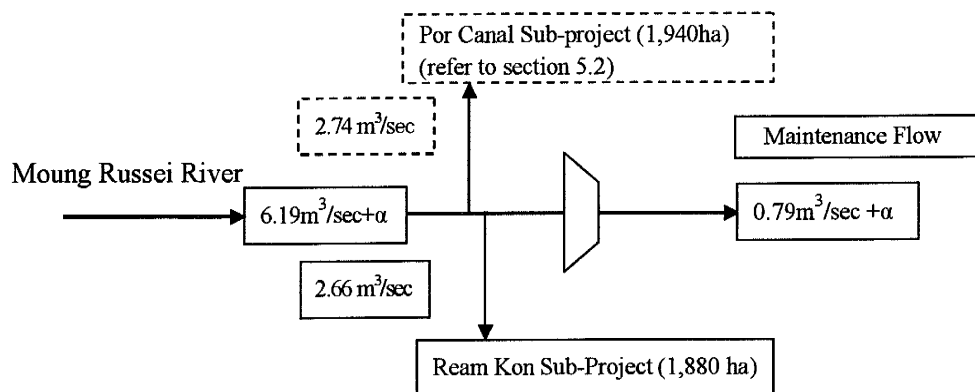 Por Canal Sub-project (1,940ha)
(refer to section 5.2)
2.74 m³/sec
Maintenance Flow
Moung Russei River
6.19m³/sec+α
0.79m³/sec +α
2.66 m³/sec
Ream Kon Sub-Project (1,880 ha)